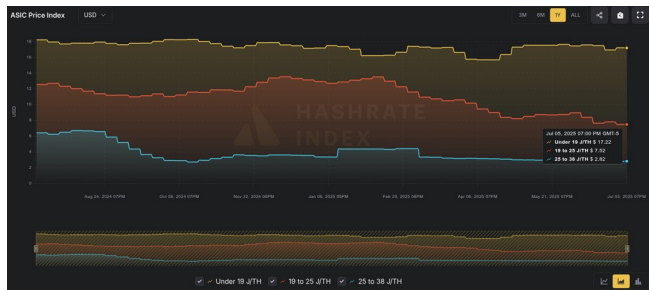 ASIC Price Index USD
3M 6M 1Y ALL
18
16
14
12
10
8
6
4
2
0
USD
HASHRATE
INDEX
Jul 05, 2025 07:00 PM GMT-5
Under 19 J/TH $ 17.22
19 to 25 J/TH $ 7.52
25 to 38 J/TH $ 2.82
Aug 24, 2024 07PM Oct 08, 2024 07PM Nov 23, 2024 06PM Jan 08, 2025 06PM Feb 23, 2025 06PM Apr 06, 2025 07PM May 21, 2025 07PM Jul 05, 2025 07PM
Under 19 J/TH 19 to 25 J/TH 25 to 38 J/TH